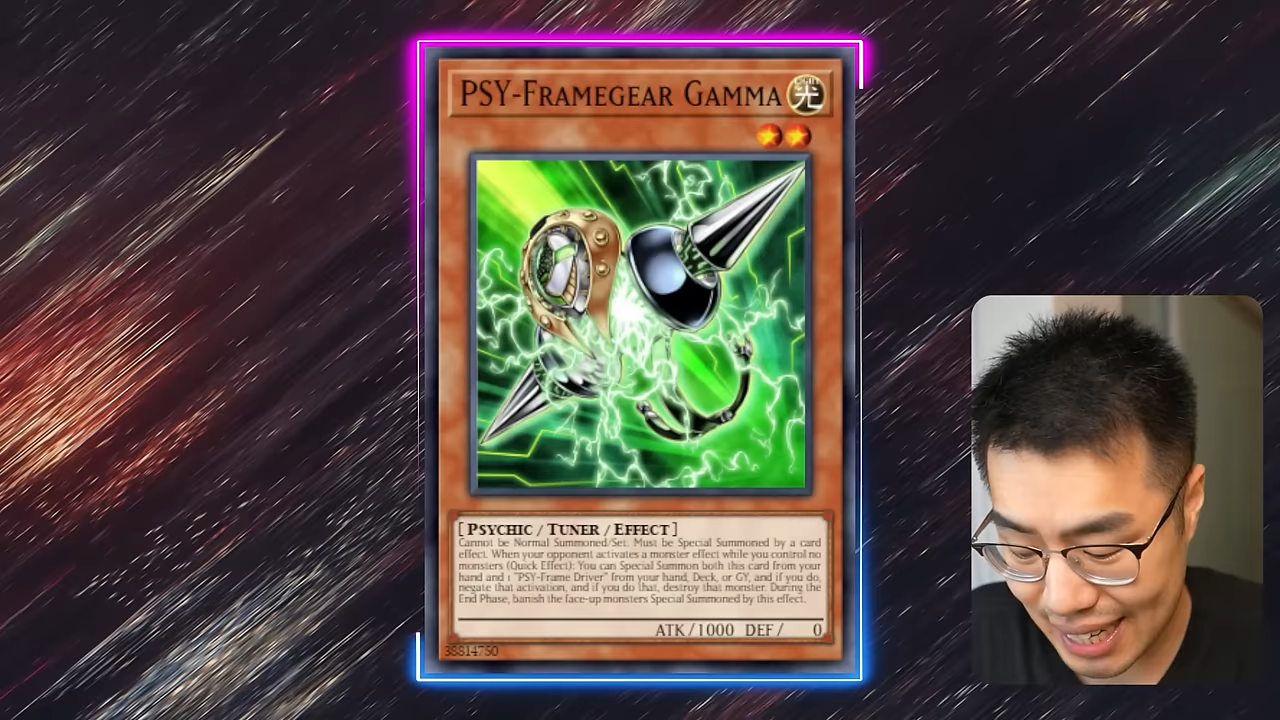 PSY-FRAMEGEAR GAMMA
LIGHT
光
[ PSYCHIC / TUNER / EFFECT ]
Cannot be Normal Summoned/Set. Must be Special Summoned by a card
effect. When your opponent activates a monster effect while you control no
monsters (Quick Effect): You can Special Summon both this card from your
hand and 1 "PSY-Frame Driver" from your hand, Deck, or GY, and if you do,
negate that activation, and if you do that, destroy that monster. During the
End Phase, banish the face-up monsters Special Summoned by this effect.
ATK/1000 DEF/ 0
38814750